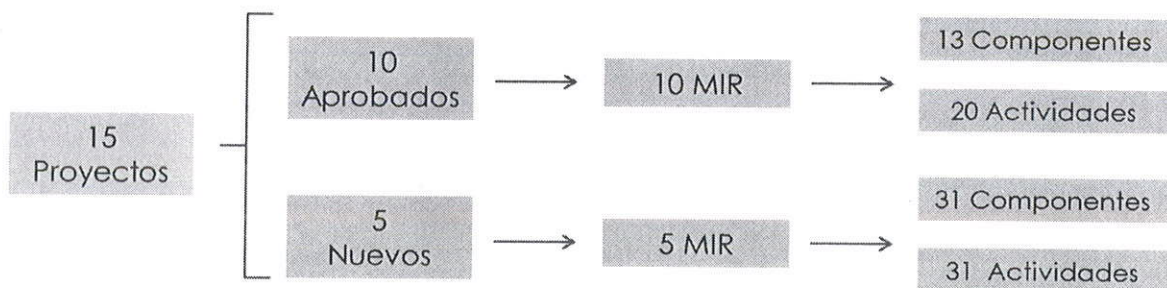 15
Proyectos
10
Aprobados
10 MIR
13 Componentes
20 Actividades
5
Nuevos
5 MIR
31 Componentes
31 Actividades